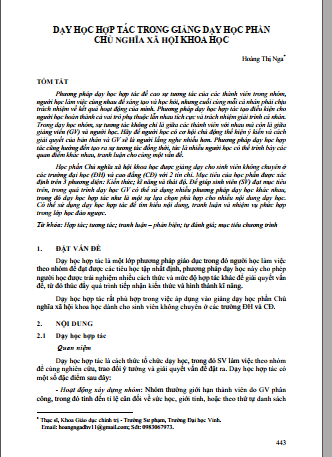 DẠY HỌC HỢP TÁC TRONG GIẢNG DẠY HỌC PHẦN
CHỦ NGHĨA XÃ HỘI KHOA HỌC
Hoàng Thị Nga*
TÓM TẮT
Phương pháp dạy học hợp tác đề cao sự tương tác của các thành viên trong nhóm,
người học làm việc cùng nhau để sáng tạo và học hỏi, nhưng cuối cùng mỗi cá nhân phải chịu
trách nhiệm về kết quả hoạt động của mình. Phương pháp dạy học hợp tác tạo điều kiện cho
người học hoàn thành cả vai trò phụ thuộc lẫn nhau tích cực và trách nhiệm giải trình cá nhân.
Trong dạy học nhóm, sự tương tác không chỉ là giữa các thành viên với nhau mà còn là giữa
giảng viên (GV) và người học. Hãy để người học có cơ hội chủ động thể hiện ý kiến và cách
giải quyết của bản thân và GV sẽ là người lắng nghe nhiều hơn. Phương pháp dạy học hợp
tác cũng hướng đến tạo ra sự tương tác đồng thời, tức là nhiều người học có thể trình bày các
quan điểm khác nhau, tranh luận cho cùng một vấn đề.
Học phần Chủ nghĩa xã hội khoa học được giảng dạy cho sinh viên không chuyên ở
các trường đại học (ĐH) và cao đẳng (CĐ) với 2 tín chỉ. Mục tiêu của học phần được xác
định trên 3 phương diện: Kiến thức; kĩ năng và thái độ. Để giúp sinh viên (SV) đạt mục tiêu
trên, trong quá trình dạy học GV có thể sử dụng nhiều phương pháp dạy học khác nhau,
trong đó dạy học hợp tác như là một sự lựa chọn phù hợp cho nhiều nội dung dạy học.
Có thể sử dụng dạy học hợp tác để tìm hiểu nội dung, tranh luận và nhiệm vụ phức hợp
trong lớp học đảo ngược.
Từ khóa: Hợp tác; tương tác; tranh luận – phản biện; tự đánh giá; mục tiêu chương trình
1. ĐẶT VẤN ĐỀ
Dạy học hợp tác là một lớp phương pháp giáo dục trong đó người học làm việc
theo nhóm để đạt được các tiêu học tập nhất định, phương pháp dạy học này cho phép
người học được trải nghiệm nhiều cách thức và mức độ hợp tác khác để giải quyết vấn
đề, từ đó thúc đẩy quá trình tiếp nhận kiến thức và hình thành kĩ năng.
Dạy học hợp tác rất phù hợp trong việc áp dụng vào giảng dạy học phần Chủ
nghĩa xã hội khoa học dành cho sinh viên không chuyên ở các trường ĐH và CĐ.
2. NỘI DUNG
2.1 Dạy học hợp tác
Quan niệm
Dạy học hợp tác là cách thức tổ chức dạy học, trong đó SV làm việc theo nhóm
để cùng nghiên cứu, trao đổi ý tưởng và giải quyết vấn đề đặt ra. Dạy học hợp tác có
một số đặc điểm sau đây:
- Hoạt động xây dựng nhóm: Nhóm thường giới hạn thành viên do GV phân
công, trong đó tính đến tỉ lệ cân đối về sức học, giới tính, hoặc theo thứ tự danh sách
* Thạc sĩ, Khoa Giáo dục chính trị - Trường Sư phạm, Trường Đại học Vinh.
Email: hoangngadhv11@gmail.com; Sđt: 0983067973.
443